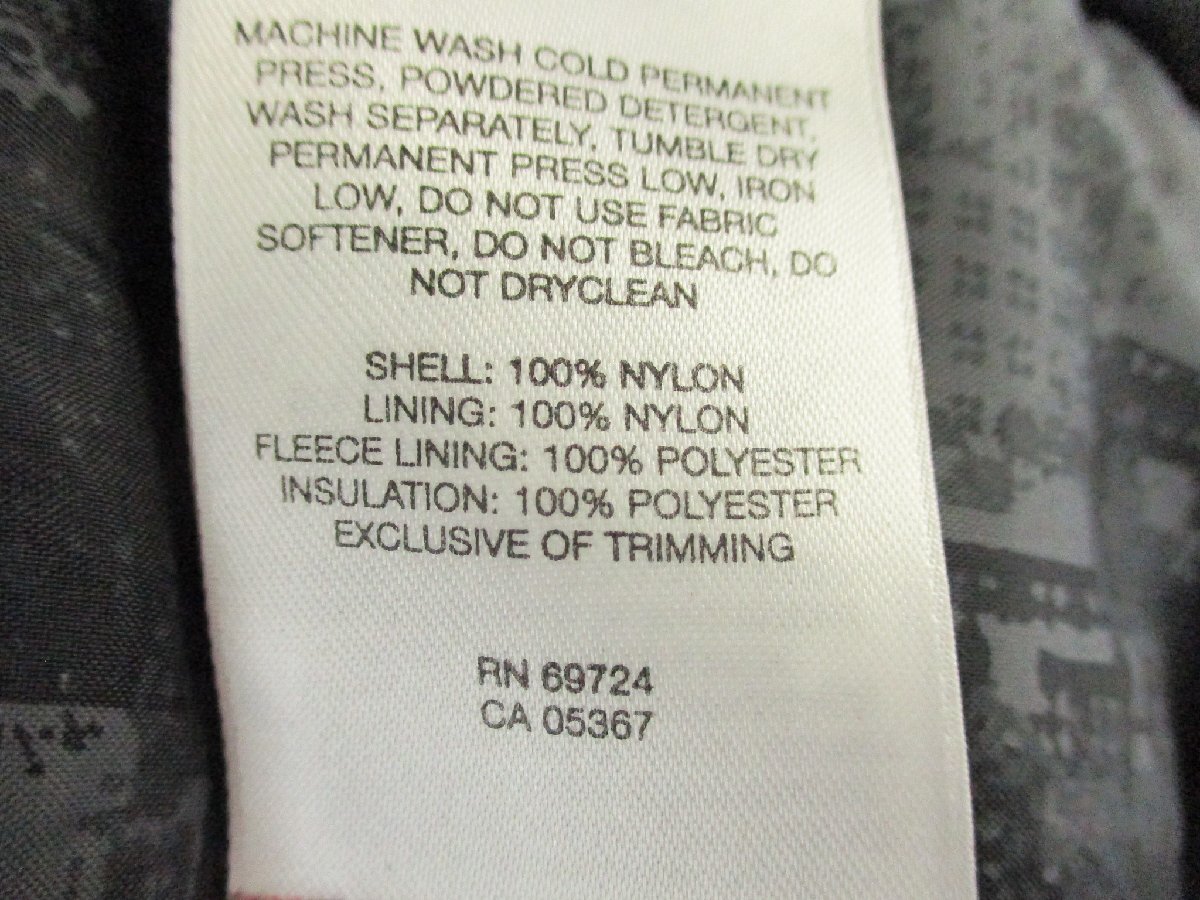 MACHINE WASH COLD PERMANENT
PRESS, POWDERED DETERGENT,
WASH SEPARATELY, TUMBLE DRY
PERMANENT PRESS LOW, IRON
LOW, DO NOT USE FABRIC
SOFTENER, DO NOT BLEACH, DO
NOT DRYCLEAN
SHELL: 100% NYLON
LINING: 100% NYLON
FLEECE LINING: 100% POLYESTER
INSULATION: 100% POLYESTER
EXCLUSIVE OF TRIMMING
RN 69724
CA 05367